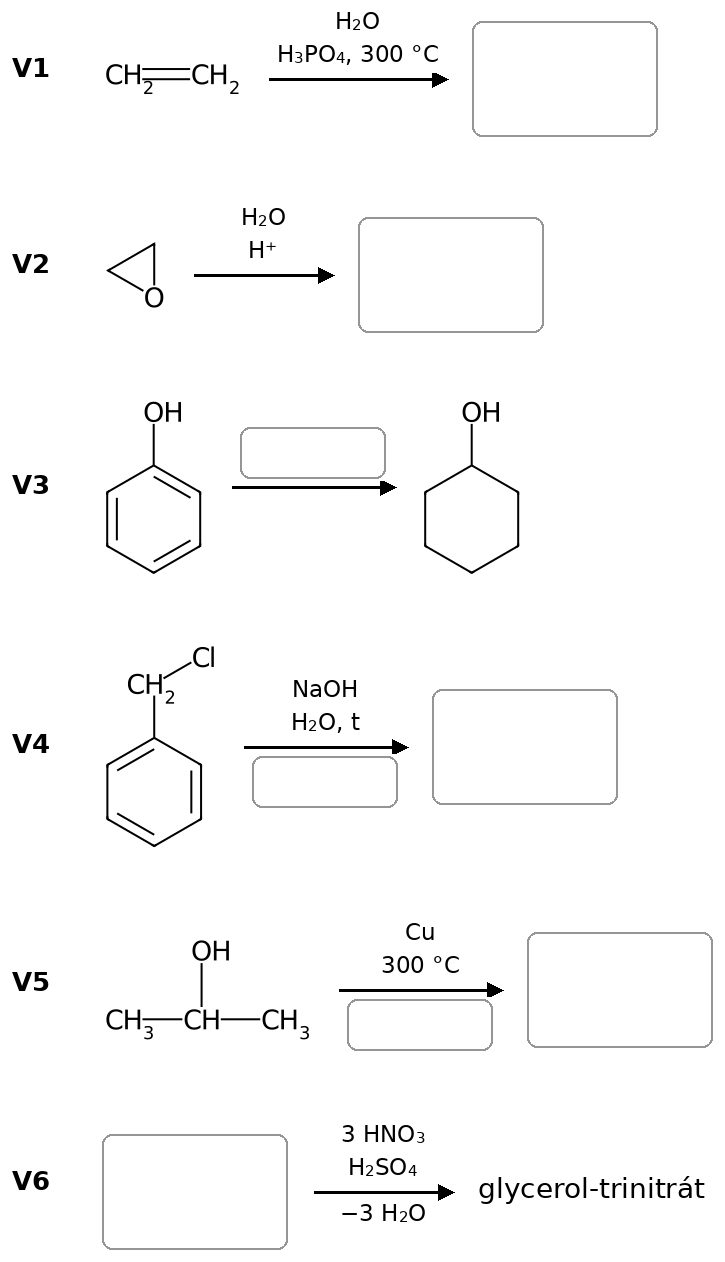 H₂O
H₃PO₄, 300 °C
V1
CH₂ CH₂
H₂O
H⁺
V2
O
OH
OH
V3
Cl
CH₂
NaOH
H₂O, t
V4
Cu
300 °C
OH
V5
CH₃ CH CH₃
3 HNO₃
H₂SO₄
V6
glycerol-trinitrát
−3 H₂O